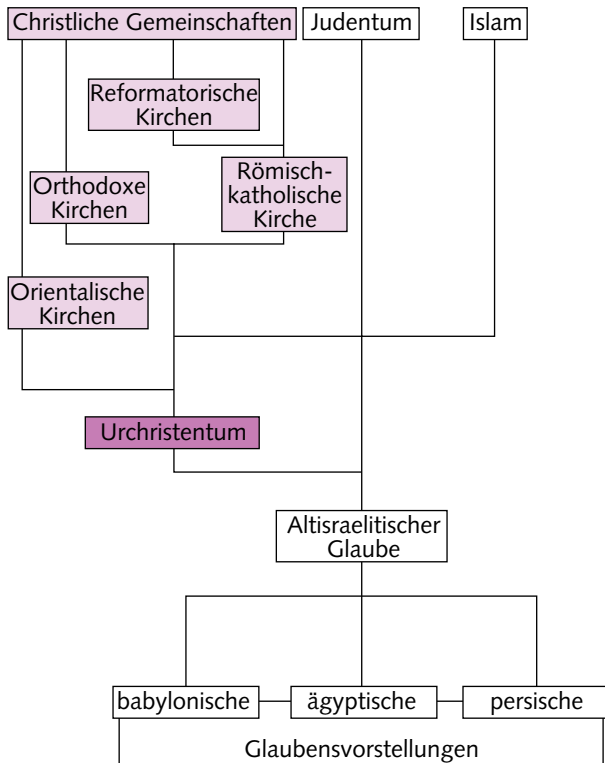 Christliche Gemeinschaften
Judentum
Islam
Reformatorische
Kirchen
Orthodoxe
Kirchen
Römisch-
katholische
Kirche
Orientalische
Kirchen
Urchristentum
Altisraelitischer
Glaube
babylonische
ägyptische
persische
Glaubensvorstellungen